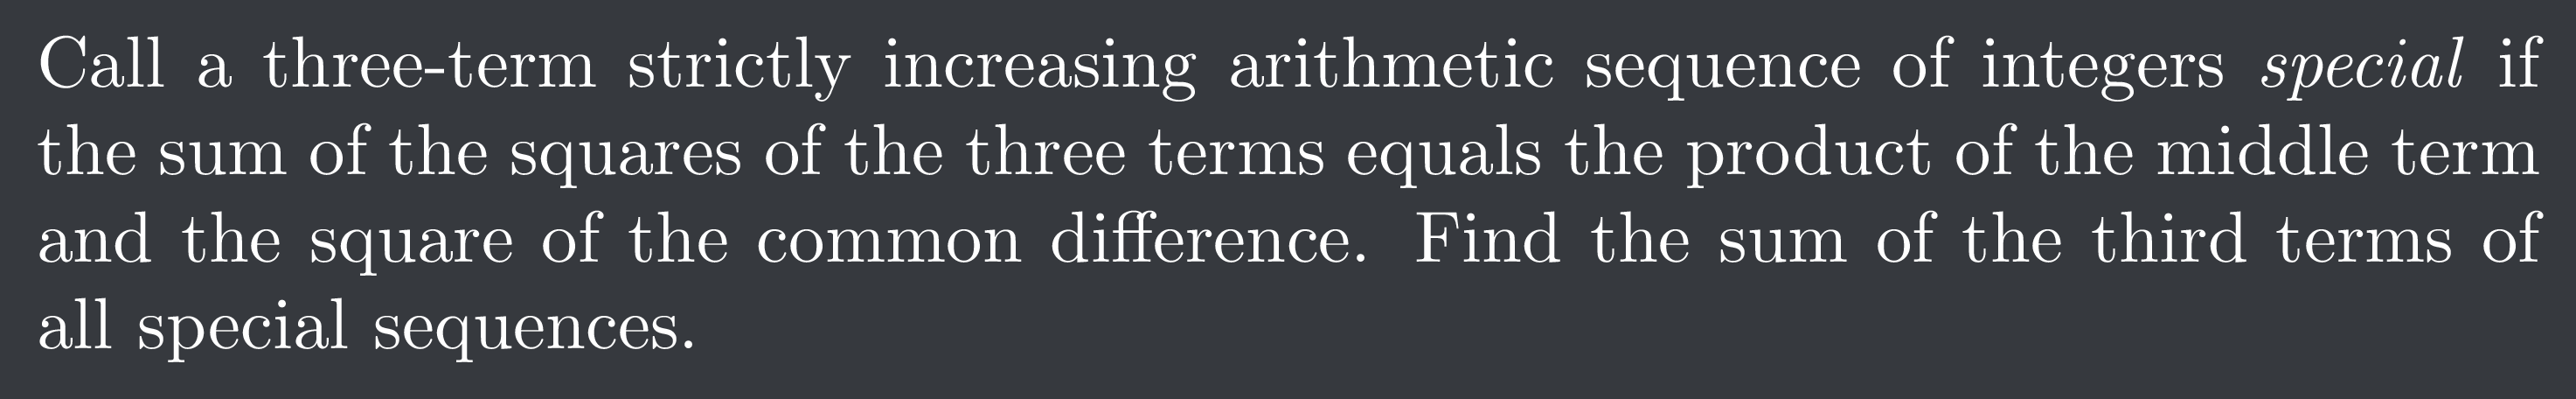 Call a three-term strictly increasing arithmetic sequence of integers special if
the sum of the squares of the three terms equals the product of the middle term
and the square of the common difference. Find the sum of the third terms of
all special sequences.